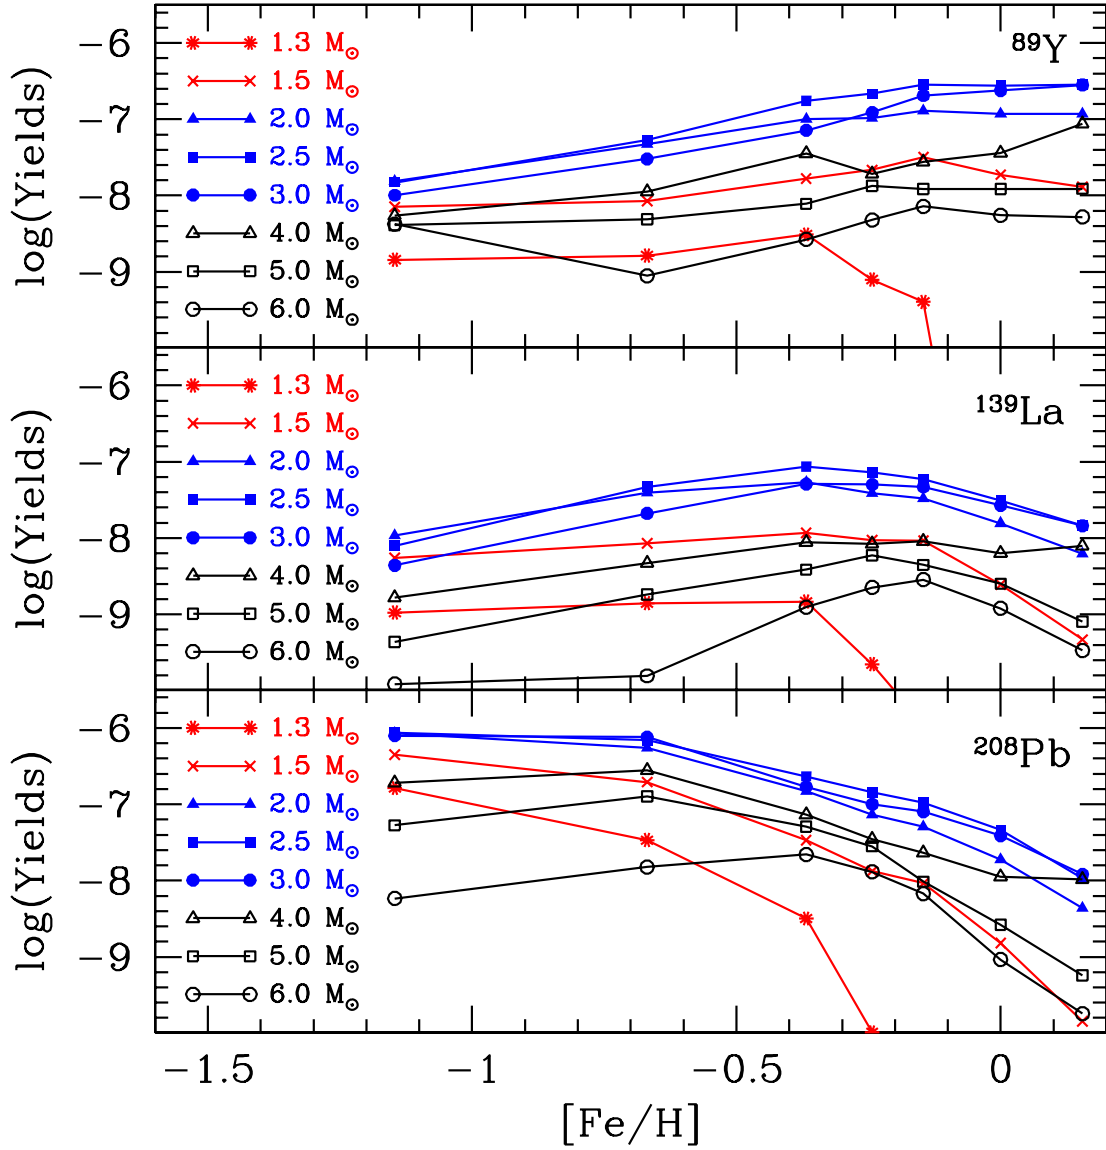 −6
−7
−8
−9
log(Yields)
1.3 M⊙
1.5 M⊙
2.0 M⊙
2.5 M⊙
3.0 M⊙
4.0 M⊙
5.0 M⊙
6.0 M⊙
⁸⁹Y
−6
−7
−8
−9
log(Yields)
1.3 M⊙
1.5 M⊙
2.0 M⊙
2.5 M⊙
3.0 M⊙
4.0 M⊙
5.0 M⊙
6.0 M⊙
¹³⁹La
−6
−7
−8
−9
log(Yields)
1.3 M⊙
1.5 M⊙
2.0 M⊙
2.5 M⊙
3.0 M⊙
4.0 M⊙
5.0 M⊙
6.0 M⊙
²⁰⁸Pb
−1.5 −1 −0.5 0
[Fe/H]